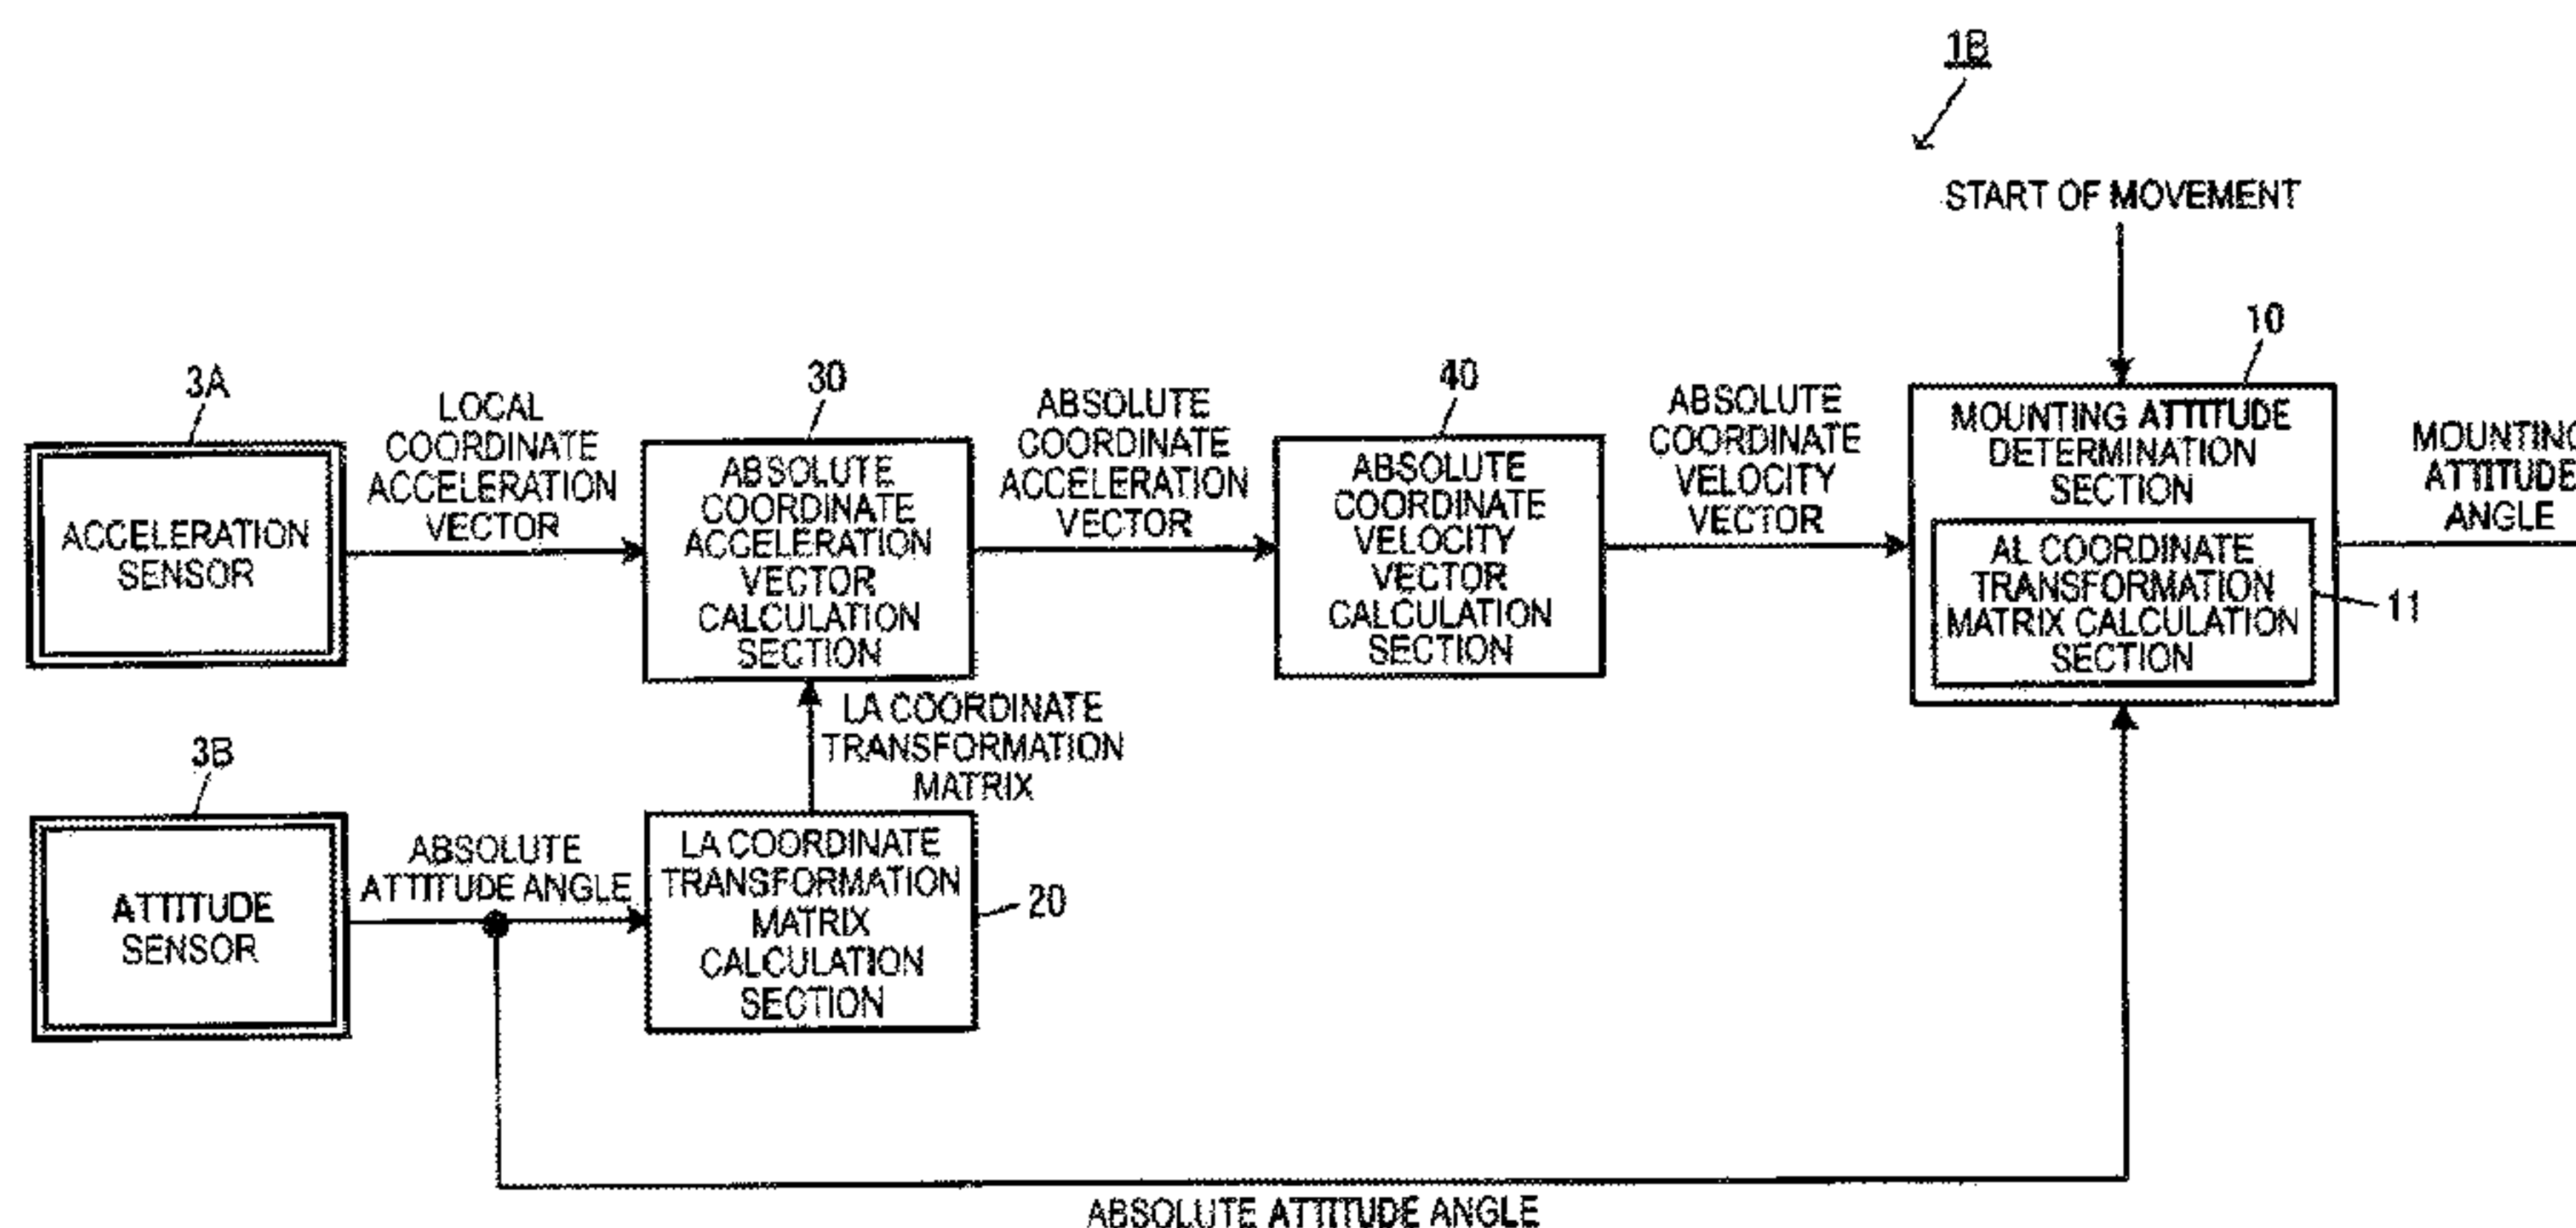 1B
START OF MOVEMENT
10
3A
30
40
LOCAL
COORDINATE
ACCELERATION
VECTOR
ABSOLUTE
COORDINATE
ACCELERATION
VECTOR
ABSOLUTE
COORDINATE
VELOCITY
VECTOR
ACCELERATION
SENSOR
ABSOLUTE
COORDINATE
ACCELERATION
VECTOR
CALCULATION
SECTION
ABSOLUTE
COORDINATE
VELOCITY
VECTOR
CALCULATION
SECTION
MOUNTING ATTITUDE
DETERMINATION
SECTION
AL COORDINATE
TRANSFORMATION
MATRIX CALCULATION
SECTION
11
MOUNTING
ATTITUDE
ANGLE
LA COORDINATE
TRANSFORMATION
MATRIX
3B
ATTITUDE
SENSOR
ABSOLUTE
ATTITUDE ANGLE
LA COORDINATE
TRANSFORMATION
MATRIX
CALCULATION
SECTION
20
ABSOLUTE ATTITUDE ANGLE